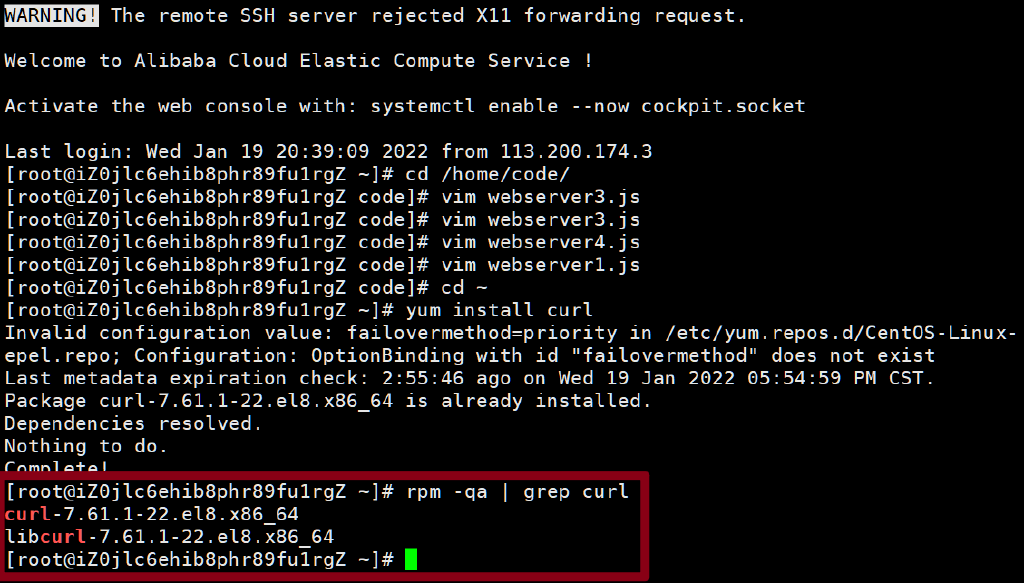 WARNING! The remote SSH server rejected X11 forwarding request.
Welcome to Alibaba Cloud Elastic Compute Service !
Activate the web console with: systemctl enable --now cockpit.socket
Last login: Wed Jan 19 20:39:09 2022 from 113.200.174.3
[root@iZ0jlc6ehib8phr89fu1rgZ ~]# cd /home/code/
[root@iZ0jlc6ehib8phr89fu1rgZ code]# vim webserver3.js
[root@iZ0jlc6ehib8phr89fu1rgZ code]# vim webserver3.js
[root@iZ0jlc6ehib8phr89fu1rgZ code]# vim webserver4.js
[root@iZ0jlc6ehib8phr89fu1rgZ code]# vim webserver1.js
[root@iZ0jlc6ehib8phr89fu1rgZ code]# cd ~
[root@iZ0jlc6ehib8phr89fu1rgZ ~]# yum install curl
Invalid configuration value: failovermethod=priority in /etc/yum.repos.d/CentOS-Linux-
epel.repo; Configuration: OptionBinding with id "failovermethod" does not exist
Last metadata expiration check: 2:55:46 ago on Wed 19 Jan 2022 05:54:59 PM CST.
Package curl-7.61.1-22.el8.x86_64 is already installed.
Dependencies resolved.
Nothing to do.
Complete!
[root@iZ0jlc6ehib8phr89fu1rgZ ~]# rpm -qa | grep curl
curl-7.61.1-22.el8.x86_64
libcurl-7.61.1-22.el8.x86_64
[root@iZ0jlc6ehib8phr89fu1rgZ ~]#